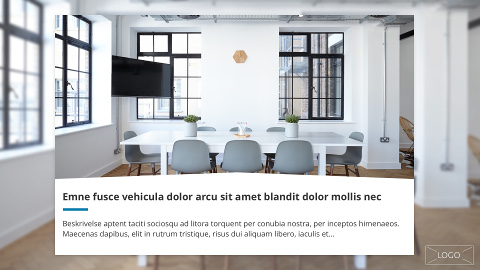 Emne fusce vehicula dolor arcu sit amet blandit dolor mollis nec
Beskrivelse aptent taciti sociosqu ad litora torquent per conubia nostra, per inceptos himenaeos.
Maecenas dapibus, elit in rutrum tristique, risus dui aliquam libero, iaculis et...
LOGO